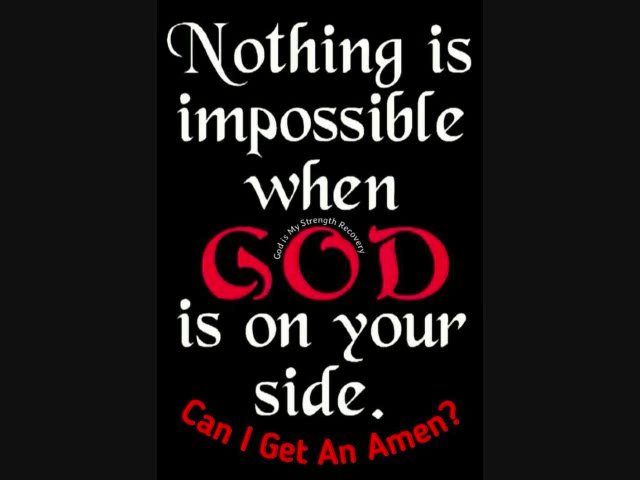 Nothing is
impossible
when
God is My Strength Recovery
GOD
is on your
side.
Can I Get An Amen?